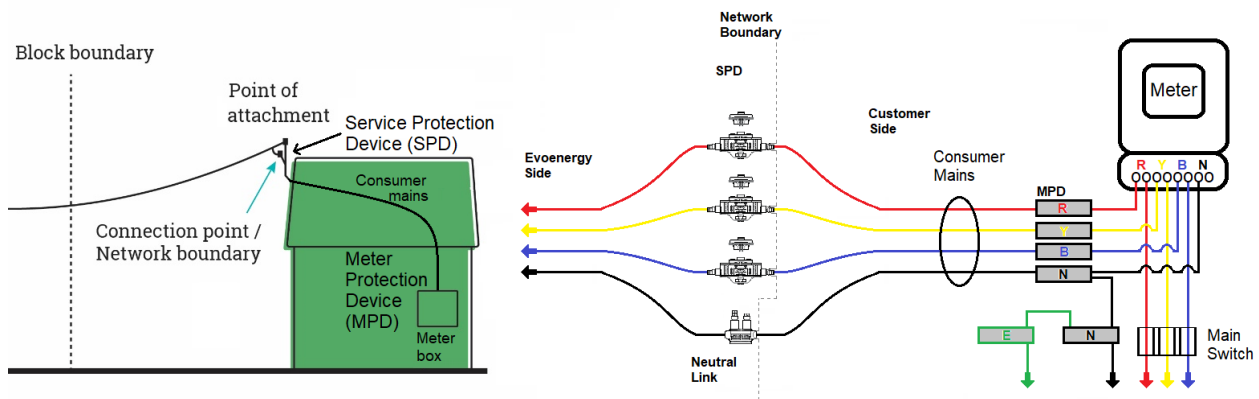 Block boundary
Point of
attachment
Service Protection
Device (SPD)
Consumer
mains
Connection point /
Network boundary
Meter
Protection
Device
(MPD)
Meter
box
Network
Boundary
SPD
Evoenergy
Side
Customer
Side
Consumer
Mains
Neutral
Link
MPD
R
Y
B
N
E
N
Meter
R Y B N
Main
Switch